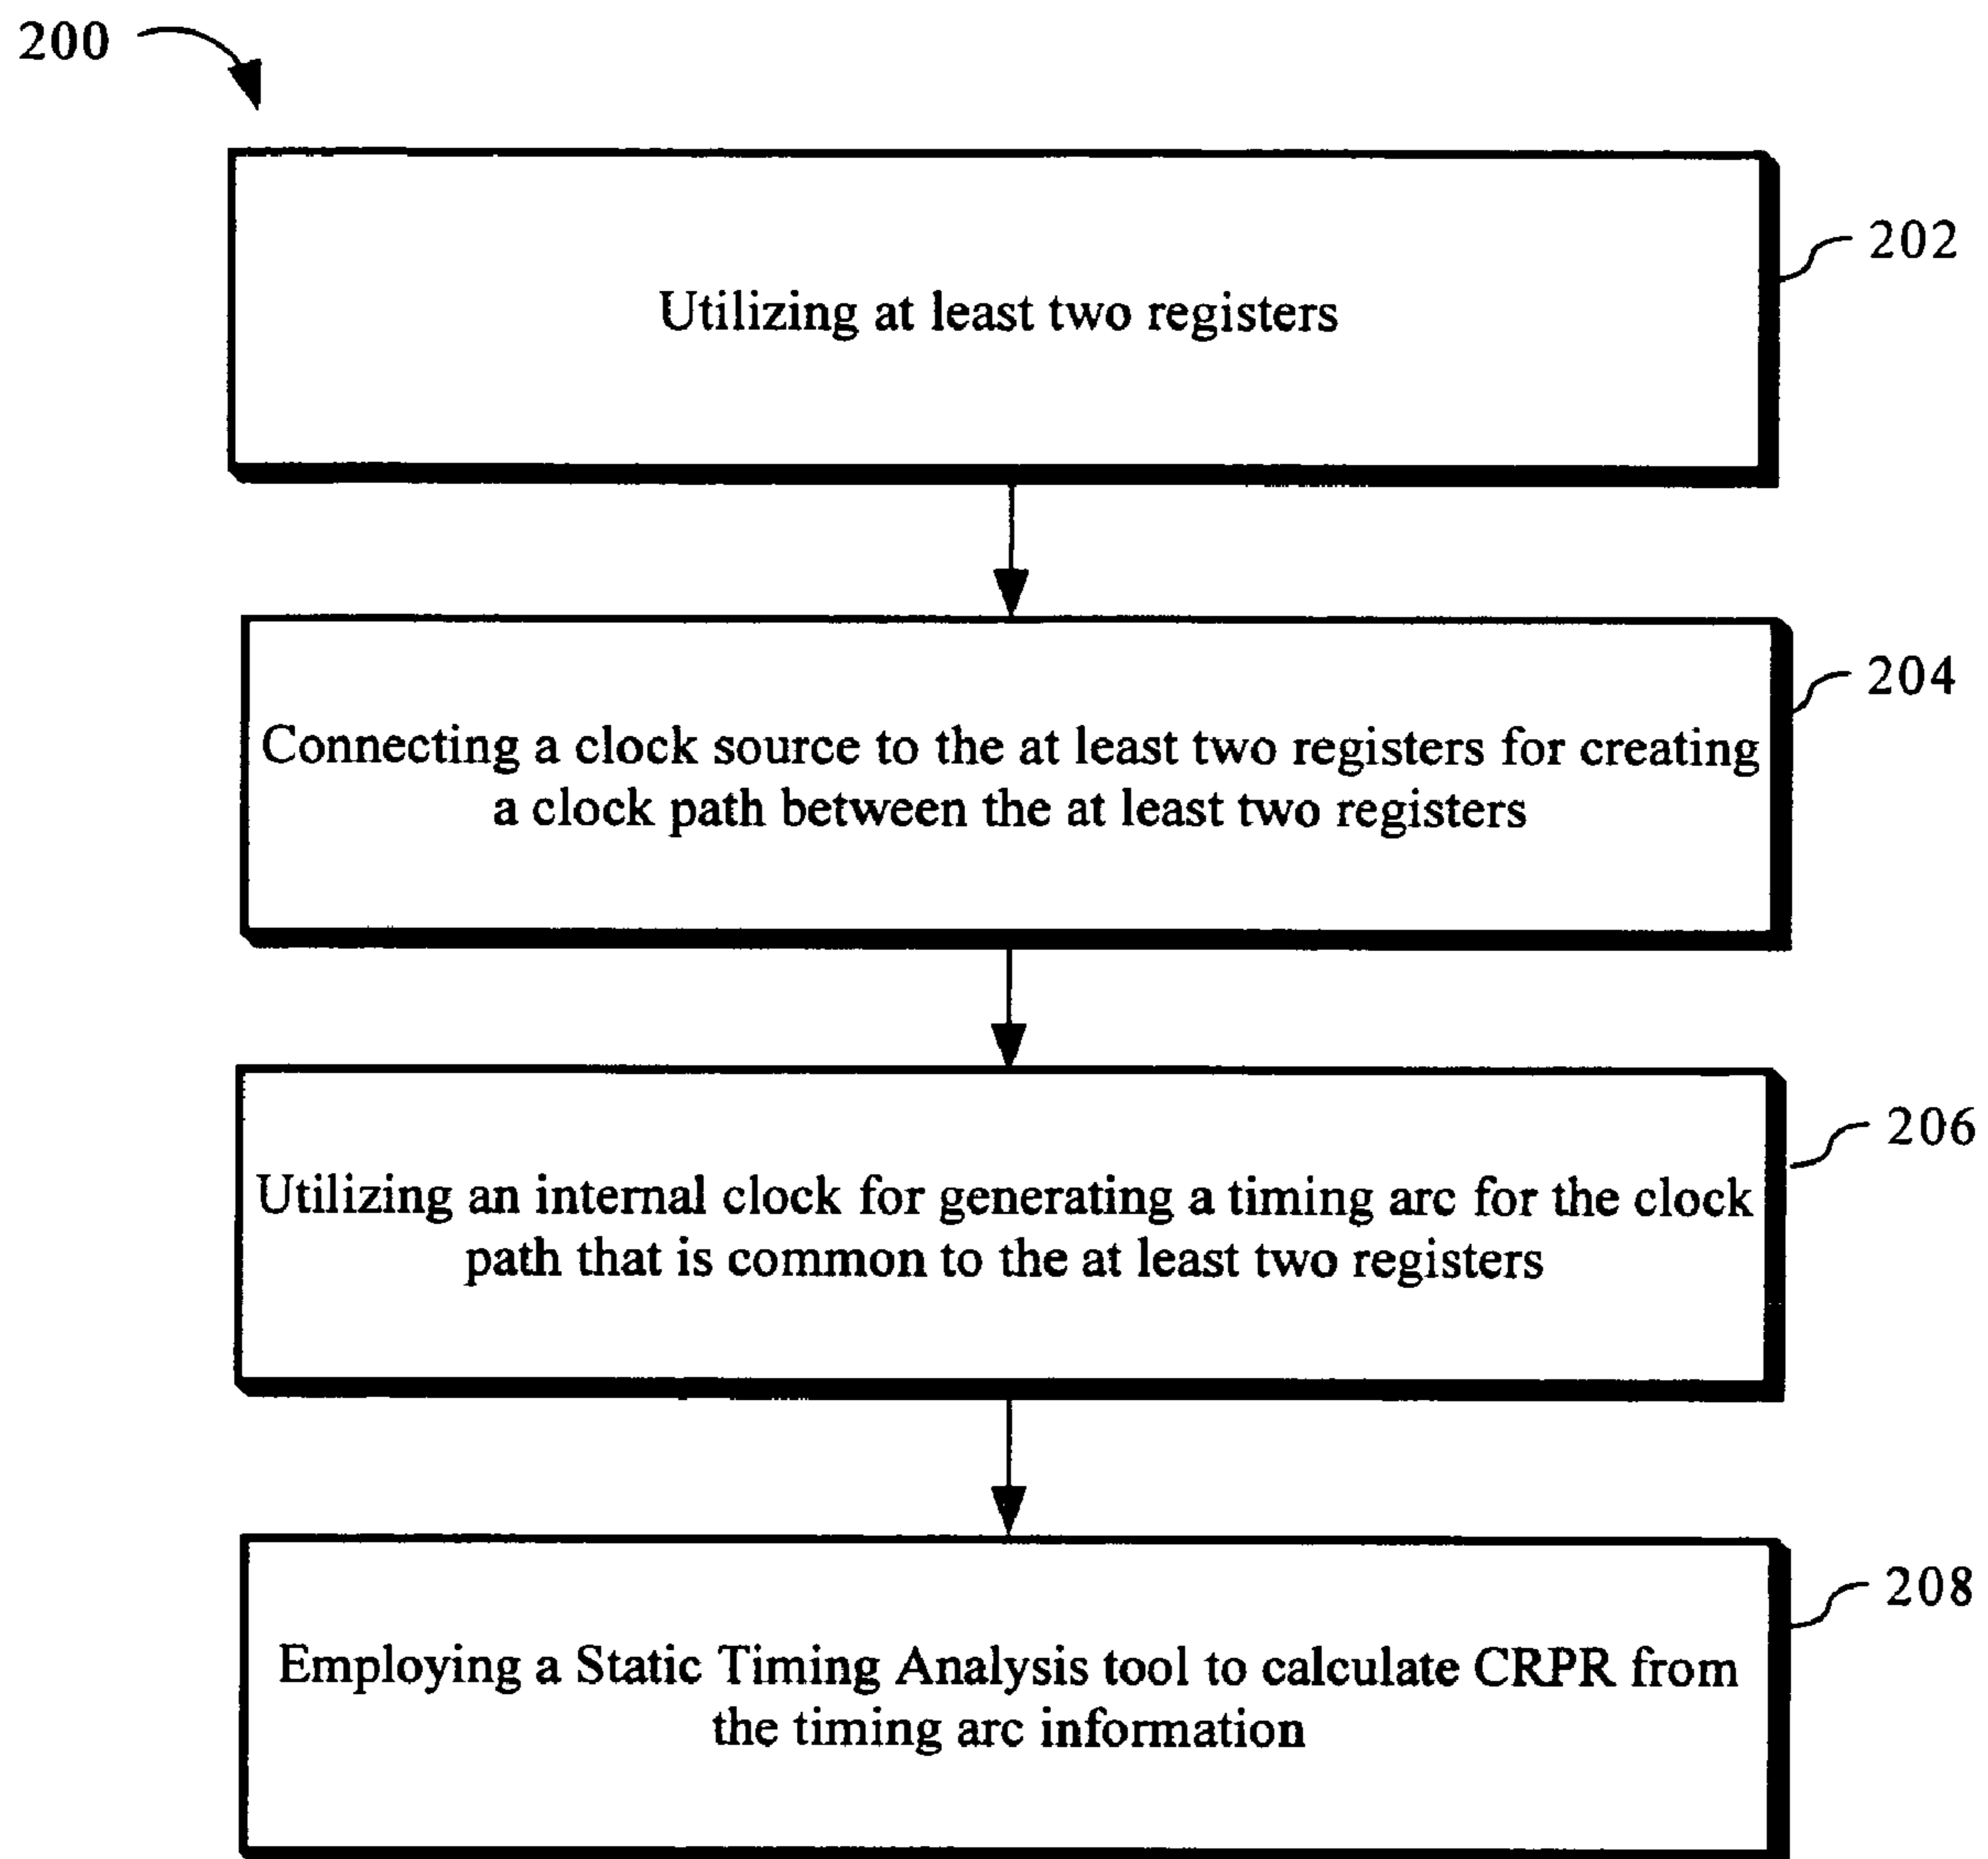 200
202
Utilizing at least two registers
204
Connecting a clock source to the at least two registers for creating
a clock path between the at least two registers
206
Utilizing an internal clock for generating a timing arc for the clock
path that is common to the at least two registers
208
Employing a Static Timing Analysis tool to calculate CRPR from
the timing arc information